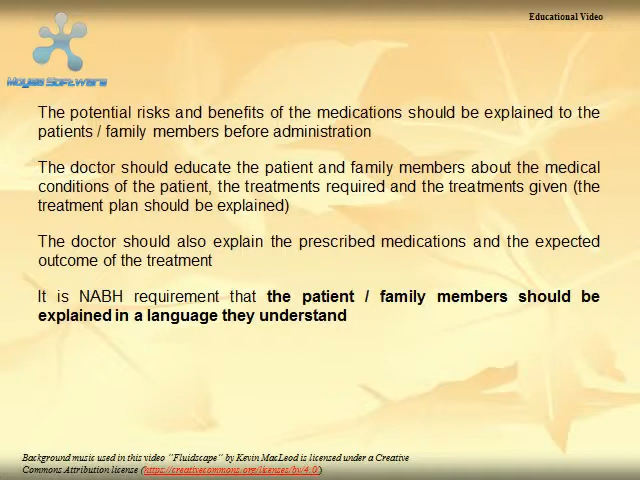 Educational Video
Moyea Software
The potential risks and benefits of the medications should be explained to the
patients / family members before administration
The doctor should educate the patient and family members about the medical
conditions of the patient, the treatments required and the treatments given (the
treatment plan should be explained)
The doctor should also explain the prescribed medications and the expected
outcome of the treatment
It is NABH requirement that the patient / family members should be
explained in a language they understand
Background music used in this video "Fluidscape" by Kevin MacLeod is licensed under a Creative
Commons Attribution license (https://creativecommons.org/licenses/by/4.0/)